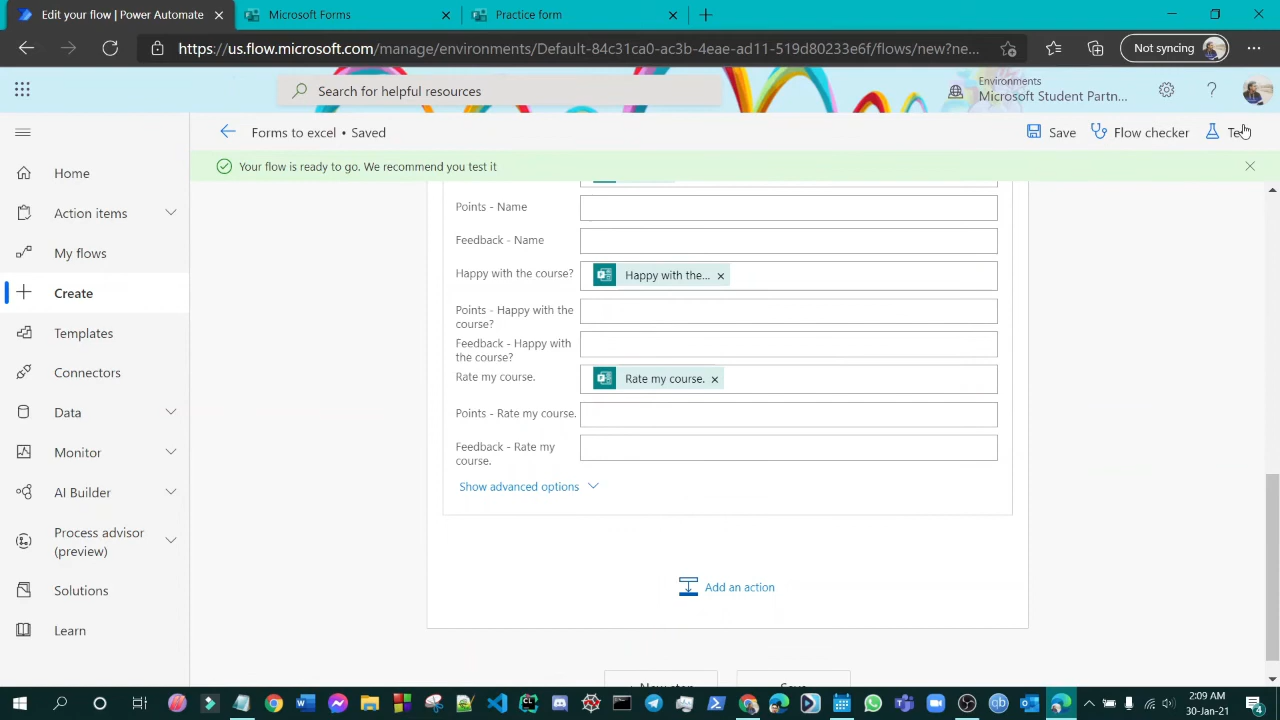 Edit your flow | Power Automate
Microsoft Forms
Practice form
https://us.flow.microsoft.com/manage/environments/Default-84c31ca0-ac3b-4eae-ad11-519d80233e6f/flows/new?ne...
Not syncing
Search for helpful resources
Environments
Microsoft Student Partn...
Forms to excel • Saved
Save
Flow checker
Your flow is ready to go. We recommend you test it
Home
Action items
My flows
Create
Templates
Connectors
Data
Monitor
AI Builder
Process advisor
(preview)
Solutions
Learn
Points - Name
Feedback - Name
Happy with the course?
Happy with the...
Points - Happy with the
course?
Feedback - Happy with
the course?
Rate my course.
Rate my course.
Points - Rate my course.
Feedback - Rate my
course.
Show advanced options
Add an action
2:09 AM
30-Jan-21